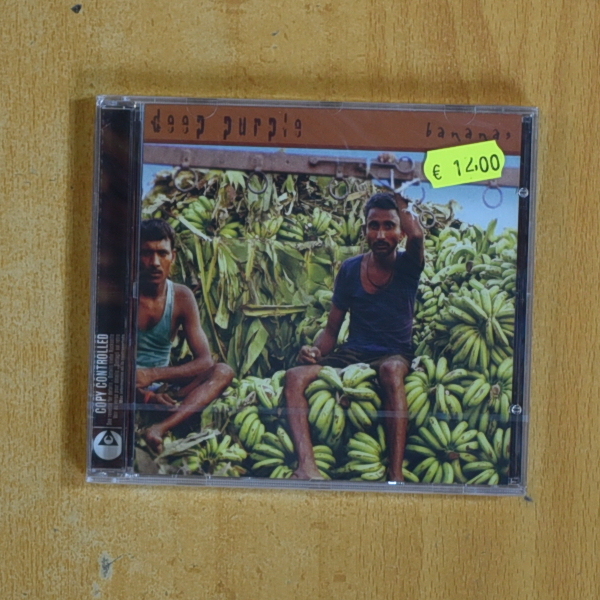 deep purple
bananas
€ 12.00
COPY CONTROLLED